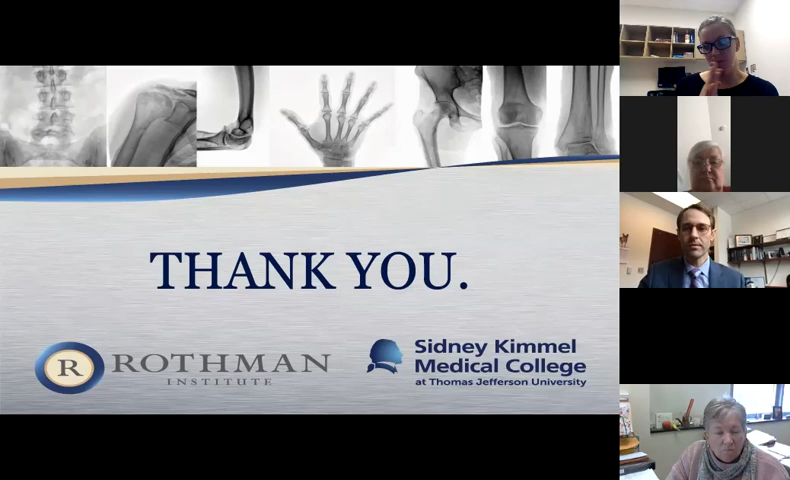 THANK YOU.
R ROTHMAN
INSTITUTE
Sidney Kimmel
Medical College
at Thomas Jefferson University